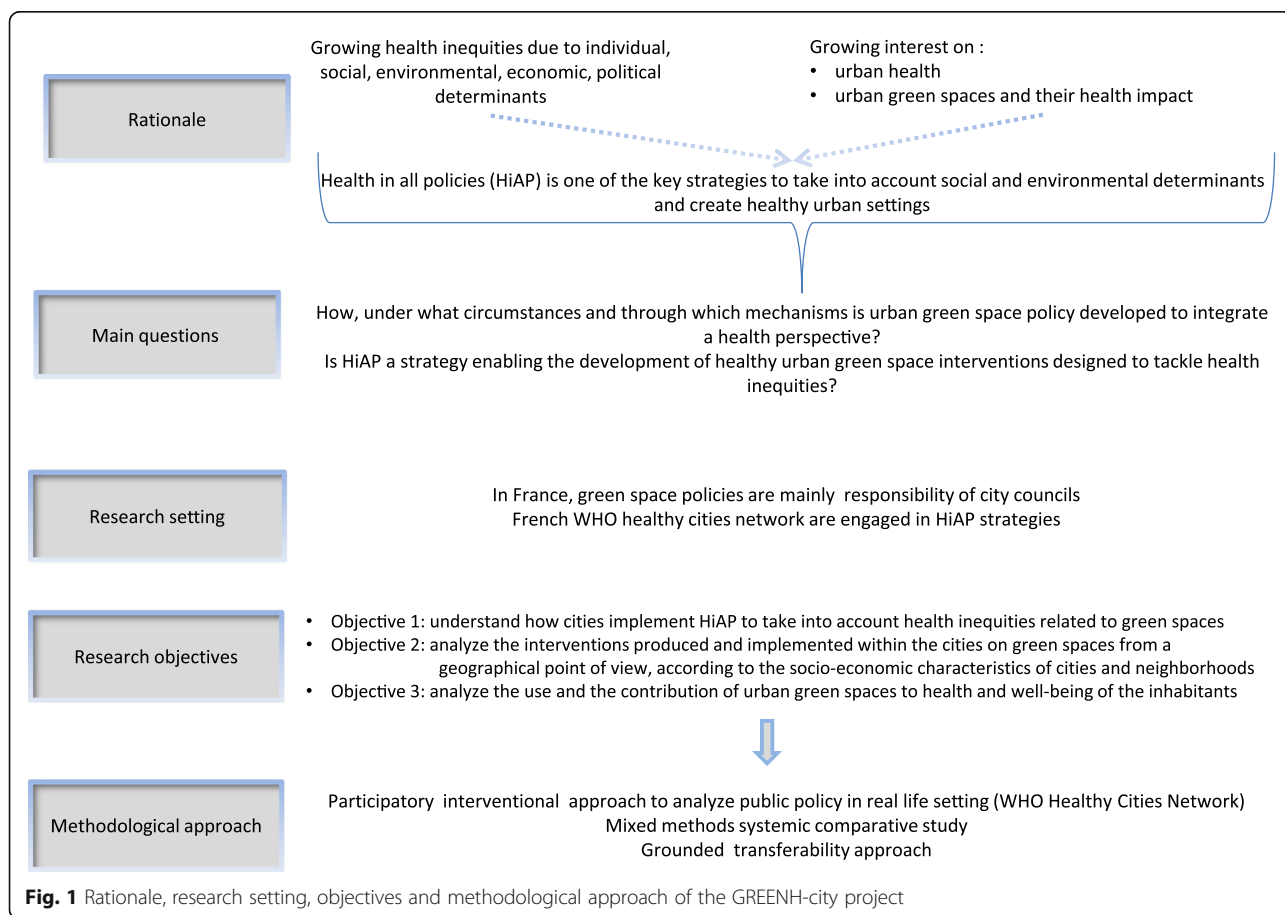 Rationale
Growing health inequities due to individual,
social, environmental, economic, political
determinants
Growing interest on :
• urban health
• urban green spaces and their health impact
Health in all policies (HiAP) is one of the key strategies to take into account social and environmental determinants
and create healthy urban settings
Main questions
How, under what circumstances and through which mechanisms is urban green space policy developed to integrate
a health perspective?
Is HiAP a strategy enabling the development of healthy urban green space interventions designed to tackle health
inequities?
Research setting
In France, green space policies are mainly responsibility of city councils
French WHO healthy cities network are engaged in HiAP strategies
Research objectives
• Objective 1: understand how cities implement HiAP to take into account health inequities related to green spaces
• Objective 2: analyze the interventions produced and implemented within the cities on green spaces from a
geographical point of view, according to the socio-economic characteristics of cities and neighborhoods
• Objective 3: analyze the use and the contribution of urban green spaces to health and well-being of the inhabitants
Methodological approach
Participatory interventional approach to analyze public policy in real life setting (WHO Healthy Cities Network)
Mixed methods systemic comparative study
Grounded transferability approach
Fig. 1 Rationale, research setting, objectives and methodological approach of the GREENH-city project